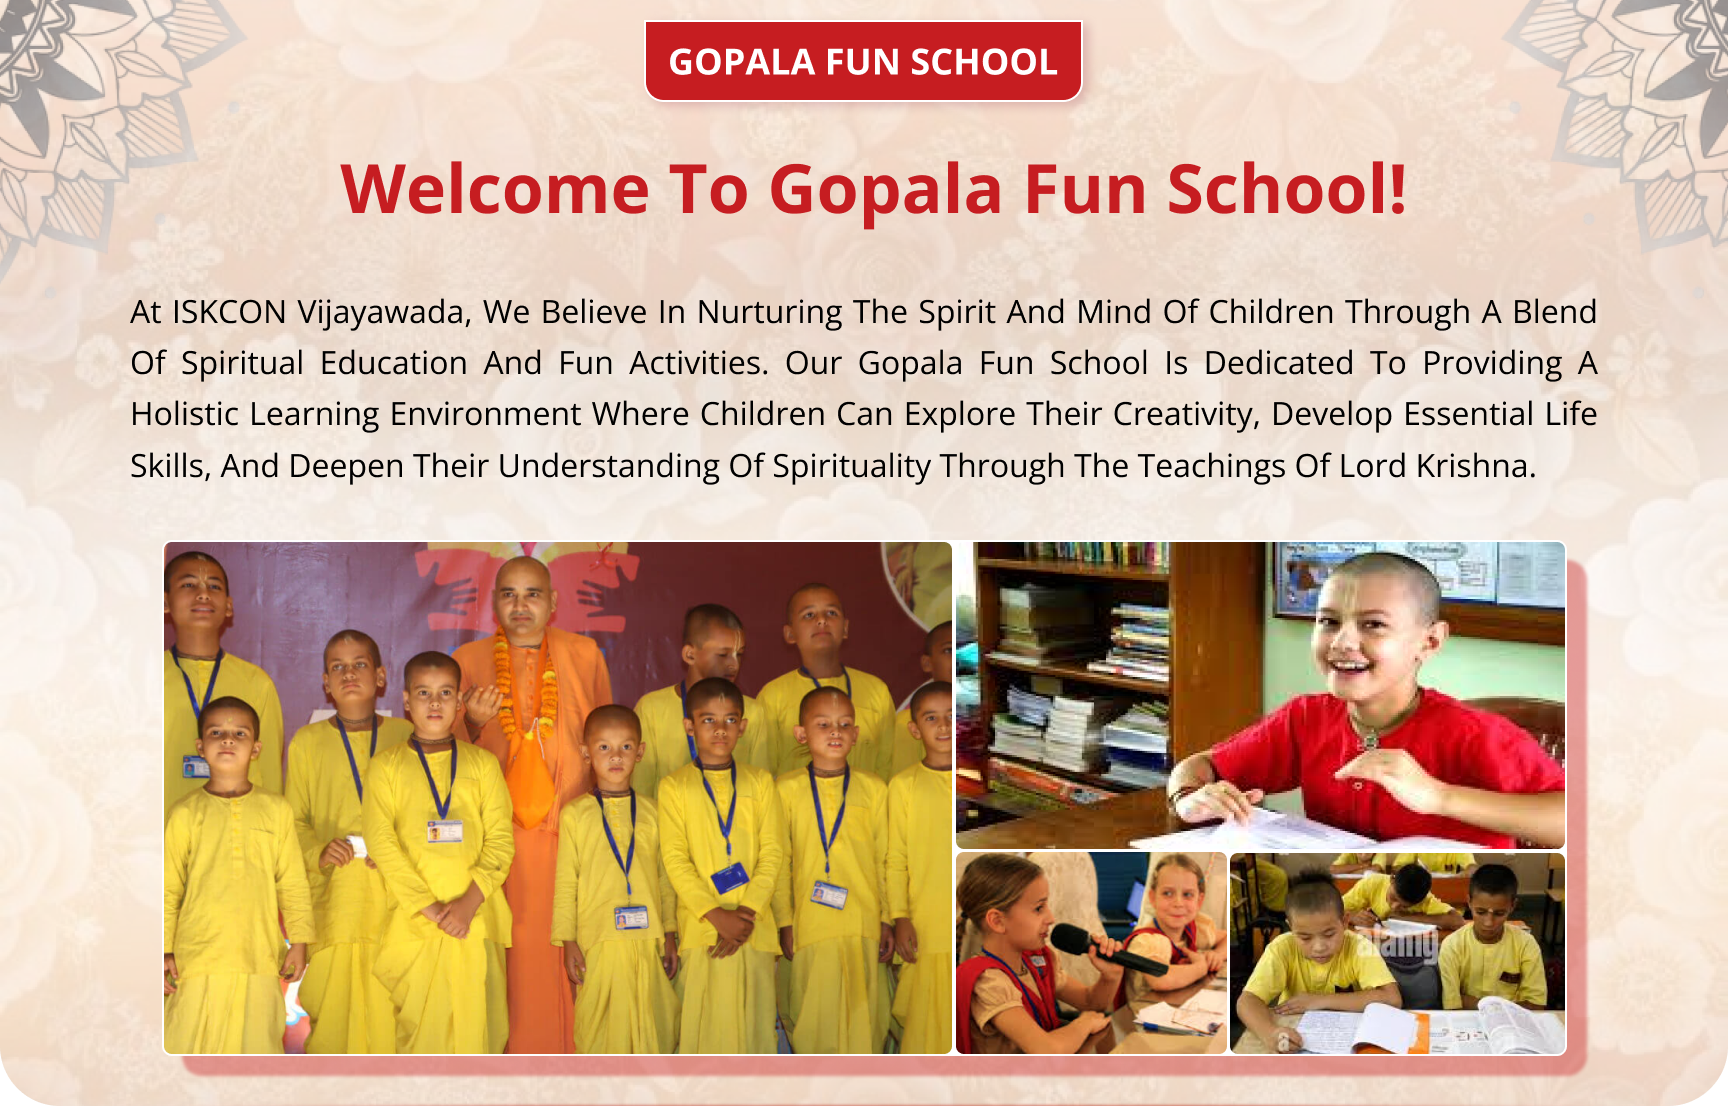 GOPALA FUN SCHOOL
Welcome To Gopala Fun School!
At ISKCON Vijayawada, We Believe In Nurturing The Spirit And Mind Of Children Through A Blend
Of Spiritual Education And Fun Activities. Our Gopala Fun School Is Dedicated To Providing A
Holistic Learning Environment Where Children Can Explore Their Creativity, Develop Essential Life
Skills, And Deepen Their Understanding Of Spirituality Through The Teachings Of Lord Krishna.
alamy
a